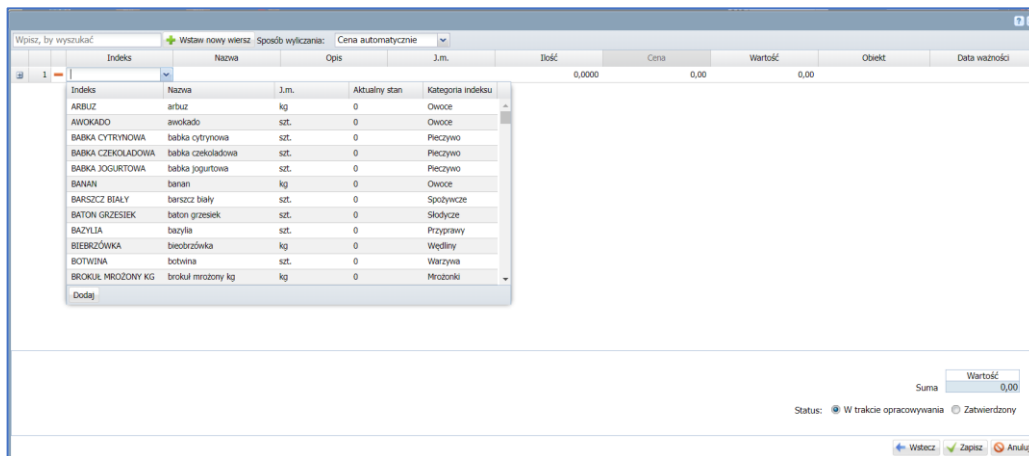 Wpisz, by wyszukać Wstaw nowy wiersz Sposób wyliczania: Cena automatycznie
Indeks Nazwa Opis J.m. Ilość Cena Wartość Obiekt Data ważności
1 0,0000 0,00 0,00
Indeks Nazwa J.m. Aktualny stan Kategoria indeksu
ARBUZ arbuz kg 0 Owoce
AWOKADO awokado szt. 0 Owoce
BABKA CYTRYNOWA babka cytrynowa szt. 0 Pieczywo
BABKA CZEKOLADOWA babka czekoladowa szt. 0 Pieczywo
BABKA JOGURTOWA babka jogurtowa szt. 0 Pieczywo
BANAN banan kg 0 Owoce
BARSZCZ BIAŁY barszcz biały szt. 0 Spożywcze
BATON GRZESIEK baton grzesiek szt. 0 Słodycze
BAZYLIA bazylia szt. 0 Przyprawy
BIEBRZÓWKA bieobrzówka kg 0 Wędliny
BOTWINA botwina szt. 0 Warzywa
BROKUŁ MROŻONY KG brokuł mrożony kg kg 0 Mrożonki
Dodaj
Wartość
Suma 0,00
Status: W trakcie opracowywania Zatwierdzony
Wstecz Zapisz Anuluj